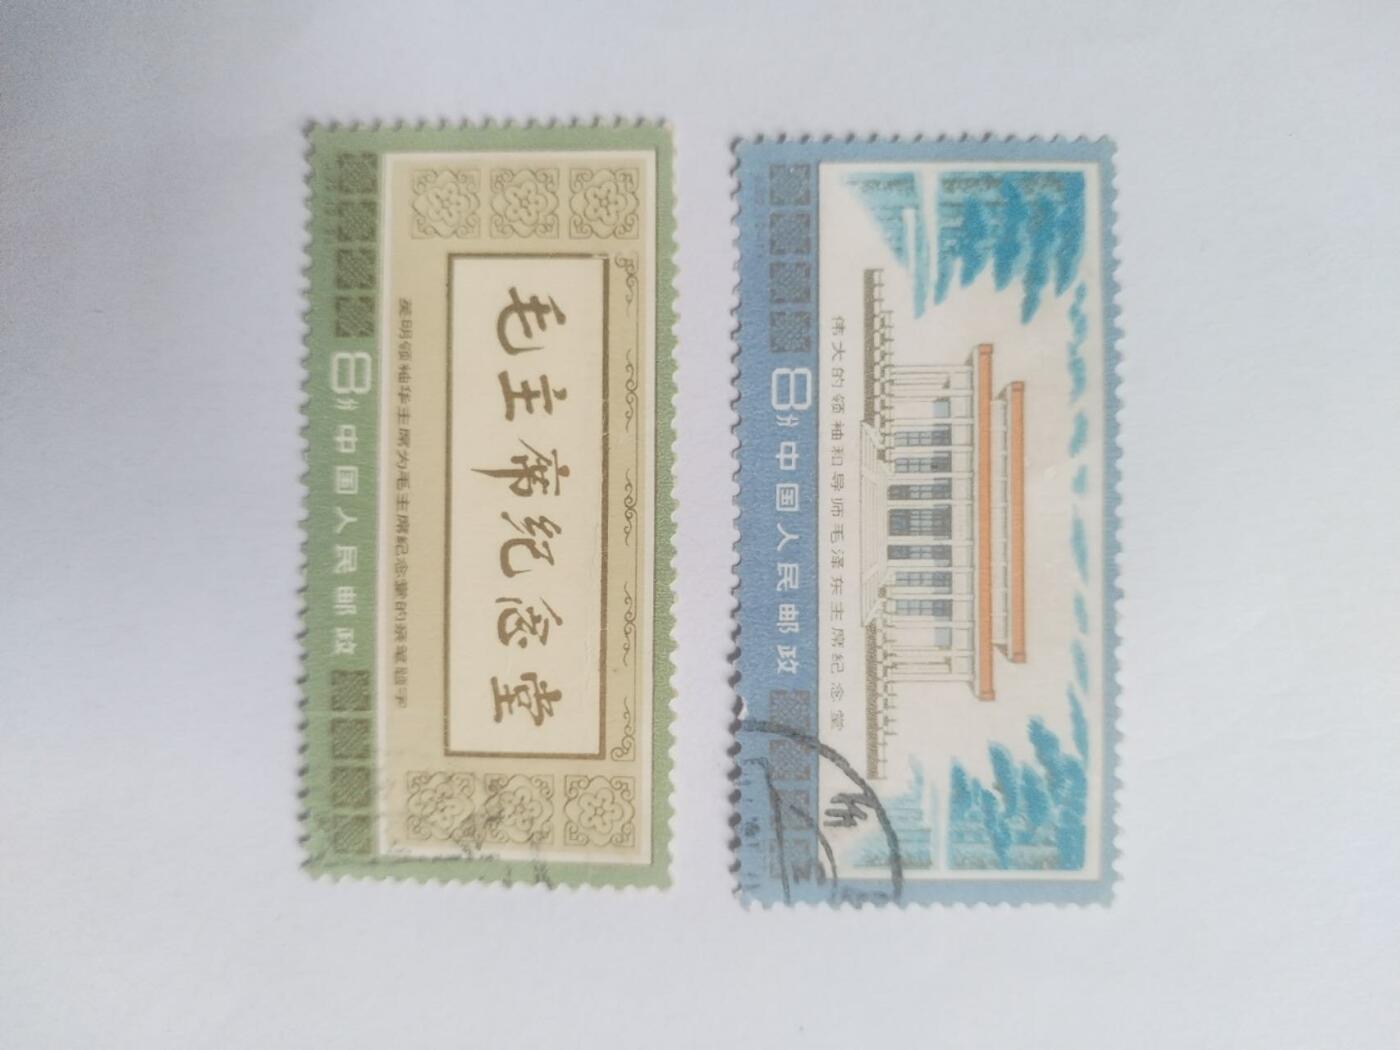 毛主席纪念堂
英明领袖华主席为毛主席纪念堂的亲笔题字
8分 中国人民邮政
伟大的领袖和导师毛泽东主席纪念堂
8分 中国人民邮政